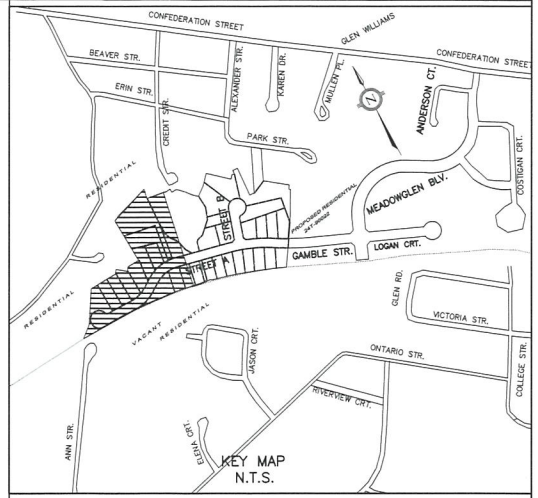 CONFEDERATION STREET
GLEN WILLIAMS
CONFEDERATION STREET
BEAVER STR.
ERIN STR.
CREDIT STR.
ALEXANDER STR.
KAREN DR.
MULLEN PL.
ANDERSON CT.
Z
PARK STR.
COSTIGAN CRT.
RESIDENTIAL
MEADOWGLEN BLV.
PROPOSED RESIDENTIAL
STREET B
GAMBLE STR.
LOGAN CRT.
STREET A
RESIDENTIAL
VACANT
RESIDENTIAL
GLEN RD.
VICTORIA STR.
JASON CRT.
ONTARIO STR.
COLLEGE STR.
RIVERVIEW CRT.
ANN STR.
ELENA CRT.
KEY MAP
N.T.S.